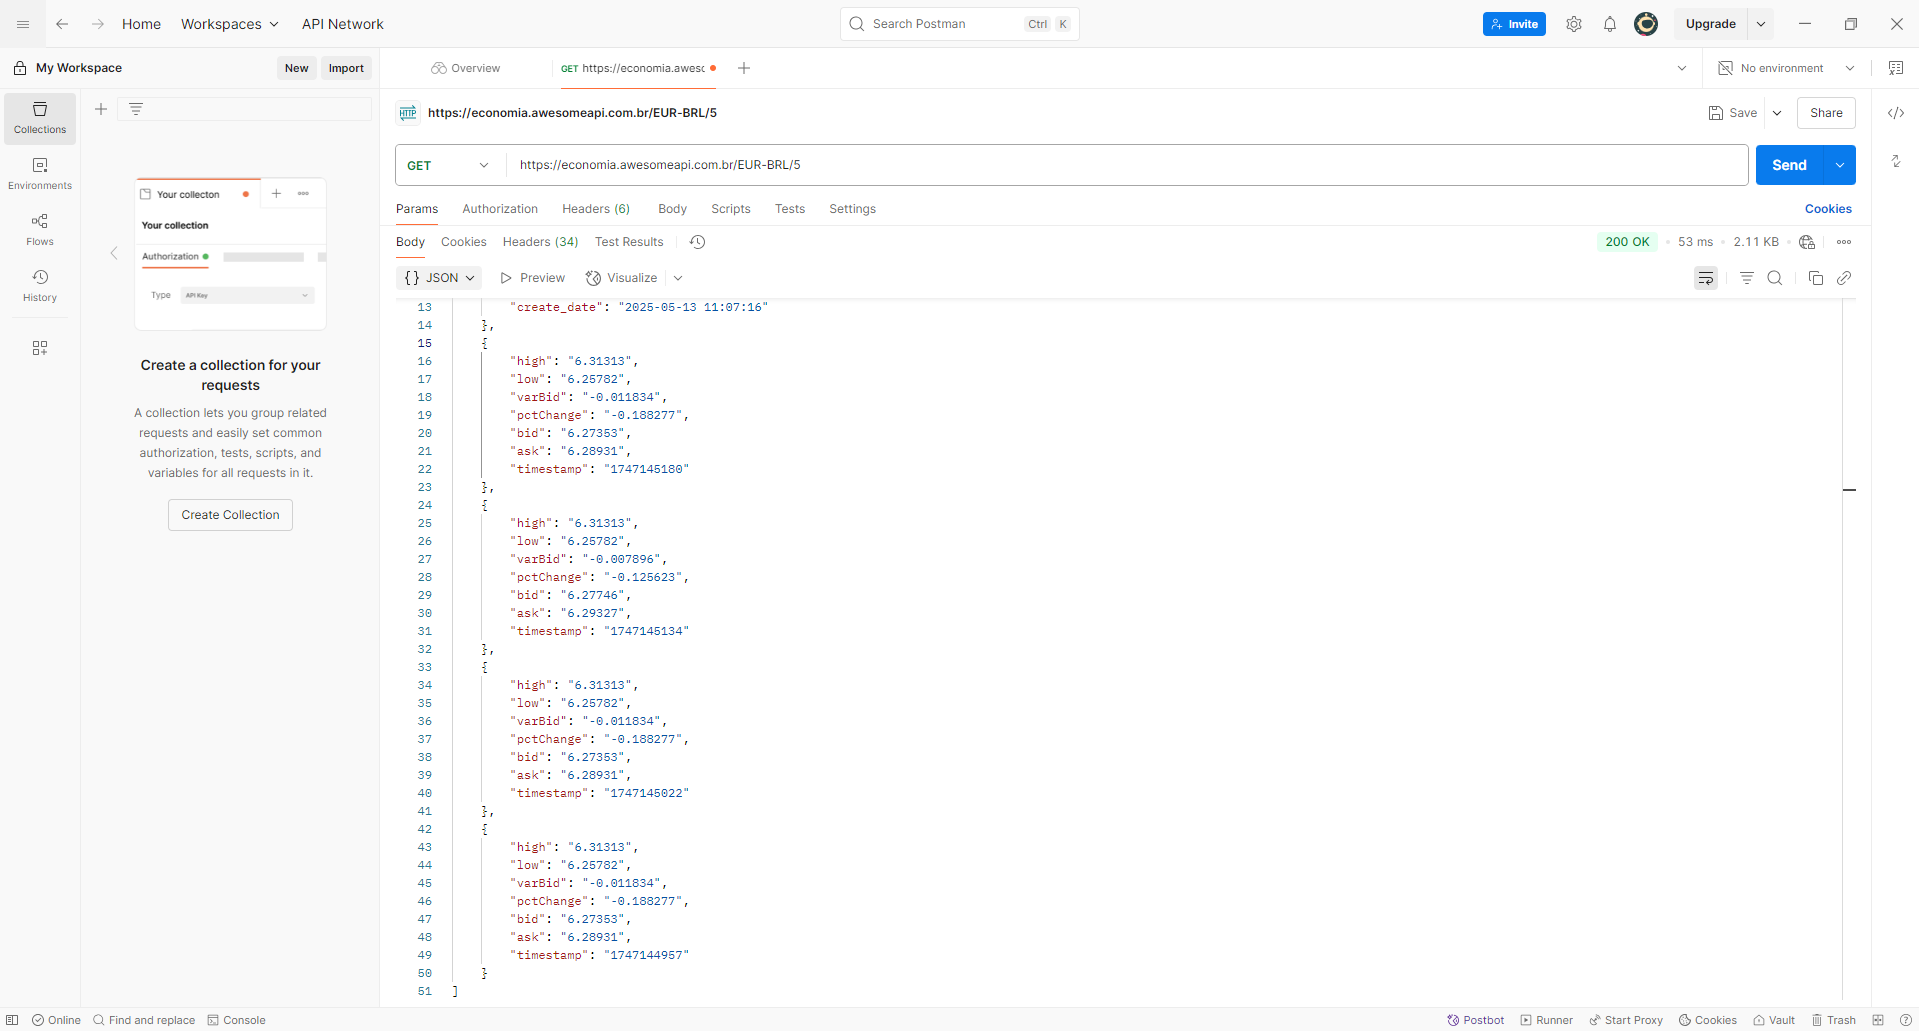 Home
Workspaces
API Network
Search Postman
Ctrl K
Invite
Upgrade
My Workspace
New
Import
Overview
GET https://economia.awesc
No environment
Collections
Environments
Flows
History
Your collecton
Your collection
Authorization
Type
API Key
Create a collection for your
requests
A collection lets you group related
requests and easily set common
authorization, tests, scripts, and
variables for all requests in it.
Create Collection
HTTP
https://economia.awesomeapi.com.br/EUR-BRL/5
Save
Share
GET
https://economia.awesomeapi.com.br/EUR-BRL/5
Send
Params Authorization Headers (6) Body Scripts Tests Settings
Cookies
Body Cookies Headers (34) Test Results
200 OK • 53 ms • 2.11 KB •
{} JSON Preview Visualize
13 "create_date": "2025-05-13 11:07:16"
14 },
15 {
16 "high": "6.31313",
17 "low": "6.25782",
18 "varBid": "-0.011834",
19 "pctChange": "-0.188277",
20 "bid": "6.27353",
21 "ask": "6.28931",
22 "timestamp": "1747145180"
23 },
24 {
25 "high": "6.31313",
26 "low": "6.25782",
27 "varBid": "-0.007896",
28 "pctChange": "-0.125623",
29 "bid": "6.27746",
30 "ask": "6.29327",
31 "timestamp": "1747145134"
32 },
33 {
34 "high": "6.31313",
35 "low": "6.25782",
36 "varBid": "-0.011834",
37 "pctChange": "-0.188277",
38 "bid": "6.27353",
39 "ask": "6.28931",
40 "timestamp": "1747145022"
41 },
42 {
43 "high": "6.31313",
44 "low": "6.25782",
45 "varBid": "-0.011834",
46 "pctChange": "-0.188277",
47 "bid": "6.27353",
48 "ask": "6.28931",
49 "timestamp": "1747144957"
50 }
51 ]
Online
Find and replace
Console
Postbot
Runner
Start Proxy
Cookies
Vault
Trash